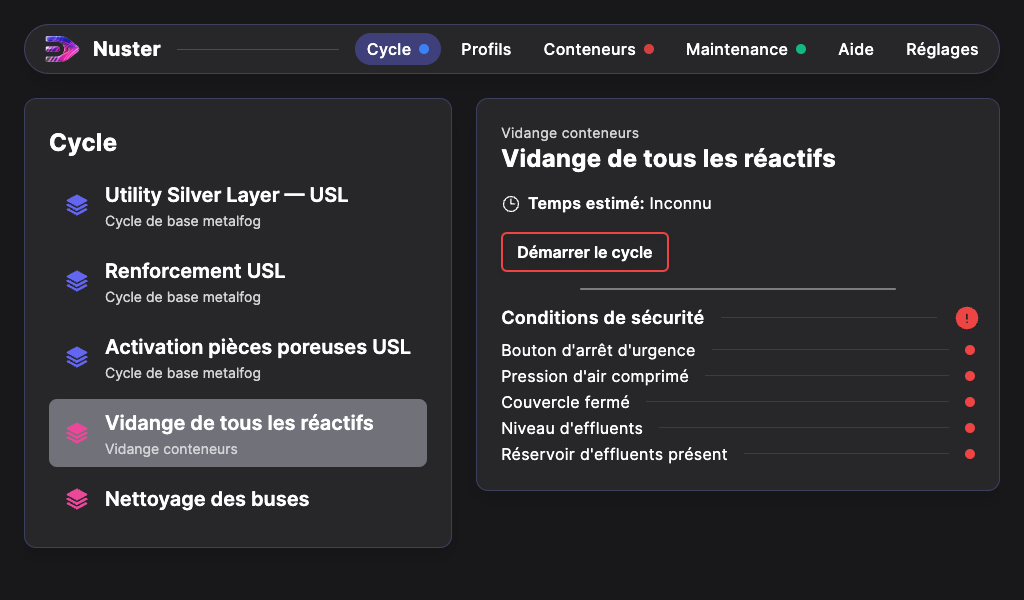 Nuster
Cycle
Profils
Conteneurs
Maintenance
Aide
Réglages
Cycle
Utility Silver Layer — USL
Cycle de base metalfog
Renforcement USL
Cycle de base metalfog
Activation pièces poreuses USL
Cycle de base metalfog
Vidange de tous les réactifs
Vidange conteneurs
Nettoyage des buses
Vidange conteneurs
Vidange de tous les réactifs
Temps estimé: Inconnu
Démarrer le cycle
Conditions de sécurité
Bouton d'arrêt d'urgence
Pression d'air comprimé
Couvercle fermé
Niveau d'effluents
Réservoir d'effluents présent